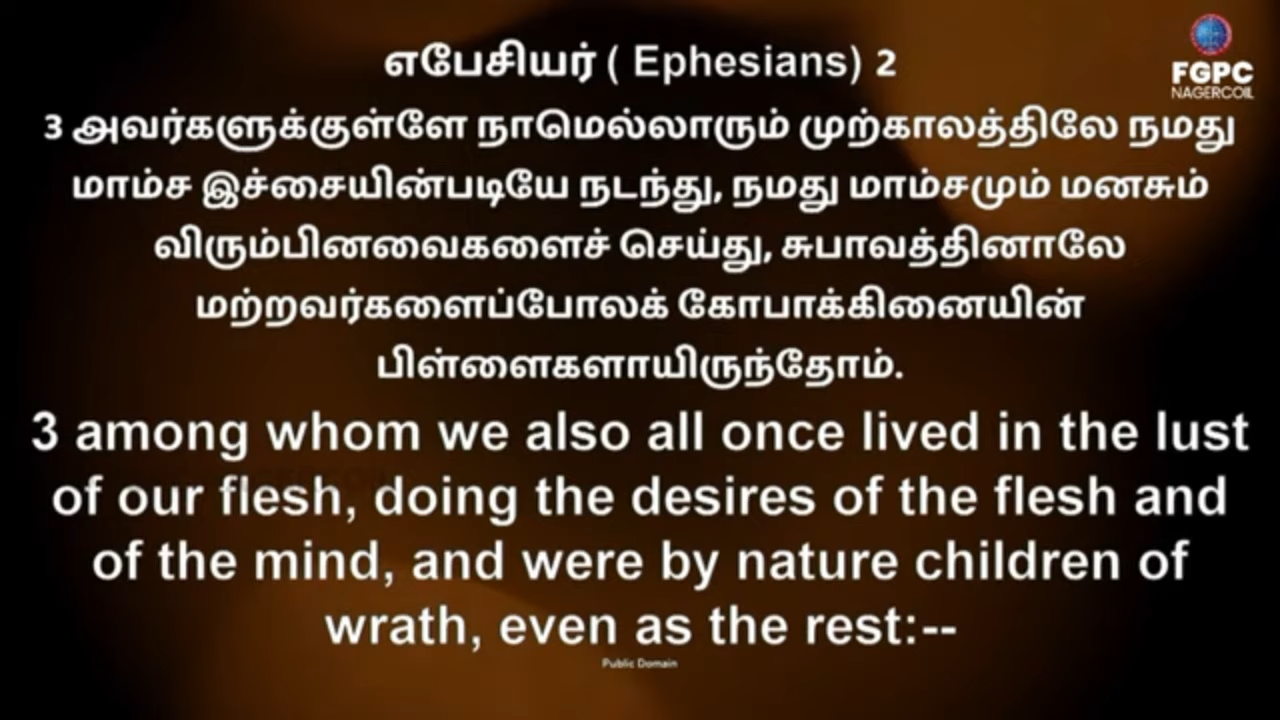 எபேசியர் ( Ephesians) 2
FGPC
NAGERCOIL
3 அவர்களுக்குள்ளே நாமெல்லாரும் முற்காலத்திலே நமது
மாம்ச இச்சையின்படியே நடந்து, நமது மாம்சமும் மனசும்
விரும்பினவைகளைச் செய்து, சுபாவத்தினாலே
மற்றவர்களைப்போலக் கோபாக்கினையின்
பிள்ளைகளாயிருந்தோம்.
3 among whom we also all once lived in the lust
of our flesh, doing the desires of the flesh and
of the mind, and were by nature children of
wrath, even as the rest:--
Public Domain